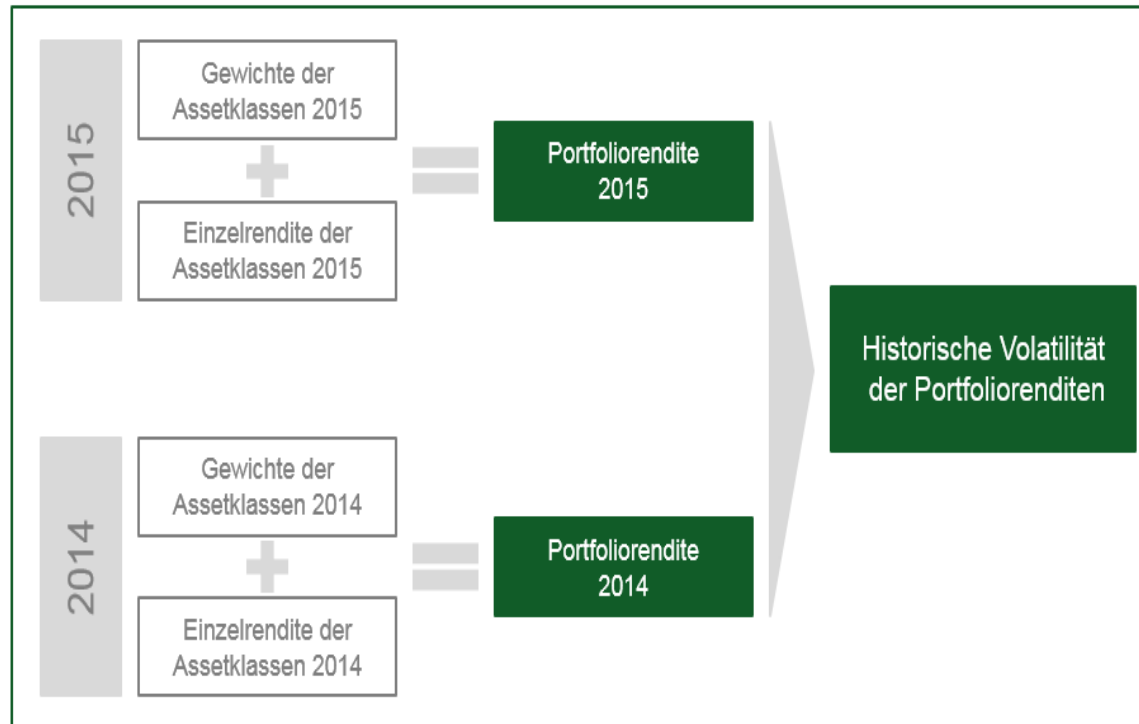 2015
Gewichte der
Assetklassen 2015
Einzelrendite der
Assetklassen 2015
Portfoliorendite
2015
Historische Volatilität
der Portfoliorenditen
2014
Gewichte der
Assetklassen 2014
Einzelrendite der
Assetklassen 2014
Portfoliorendite
2014